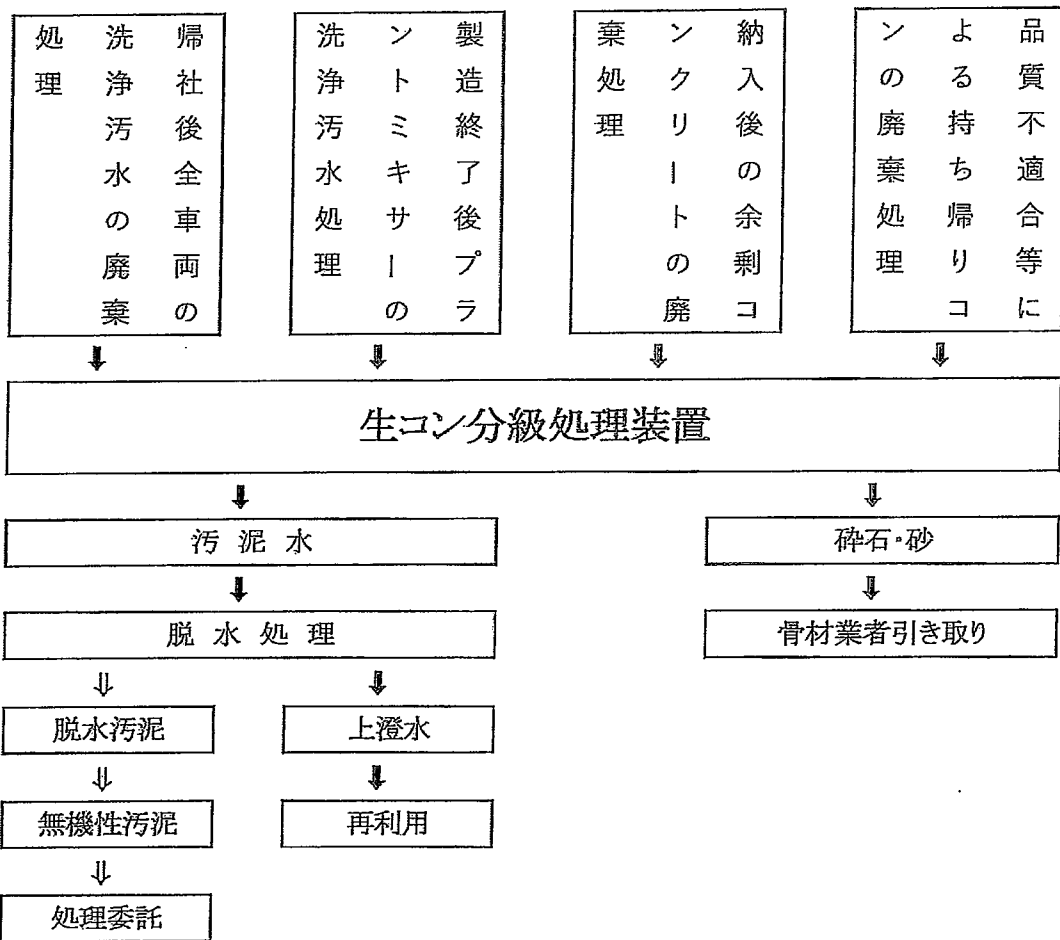 帰社後全車両の
洗浄汚水の廃棄
処理
製造終了後プラ
ントミキサーの
洗浄汚水処理
納入後の余剰コ
ンクリートの廃
棄処理
品質不適合等に
よる持ち帰りコ
ンの廃棄処理
生コン分級処理装置
汚泥水
砕石・砂
脱水処理
骨材業者引き取り
脱水汚泥
上澄水
無機性汚泥
再利用
処理委託